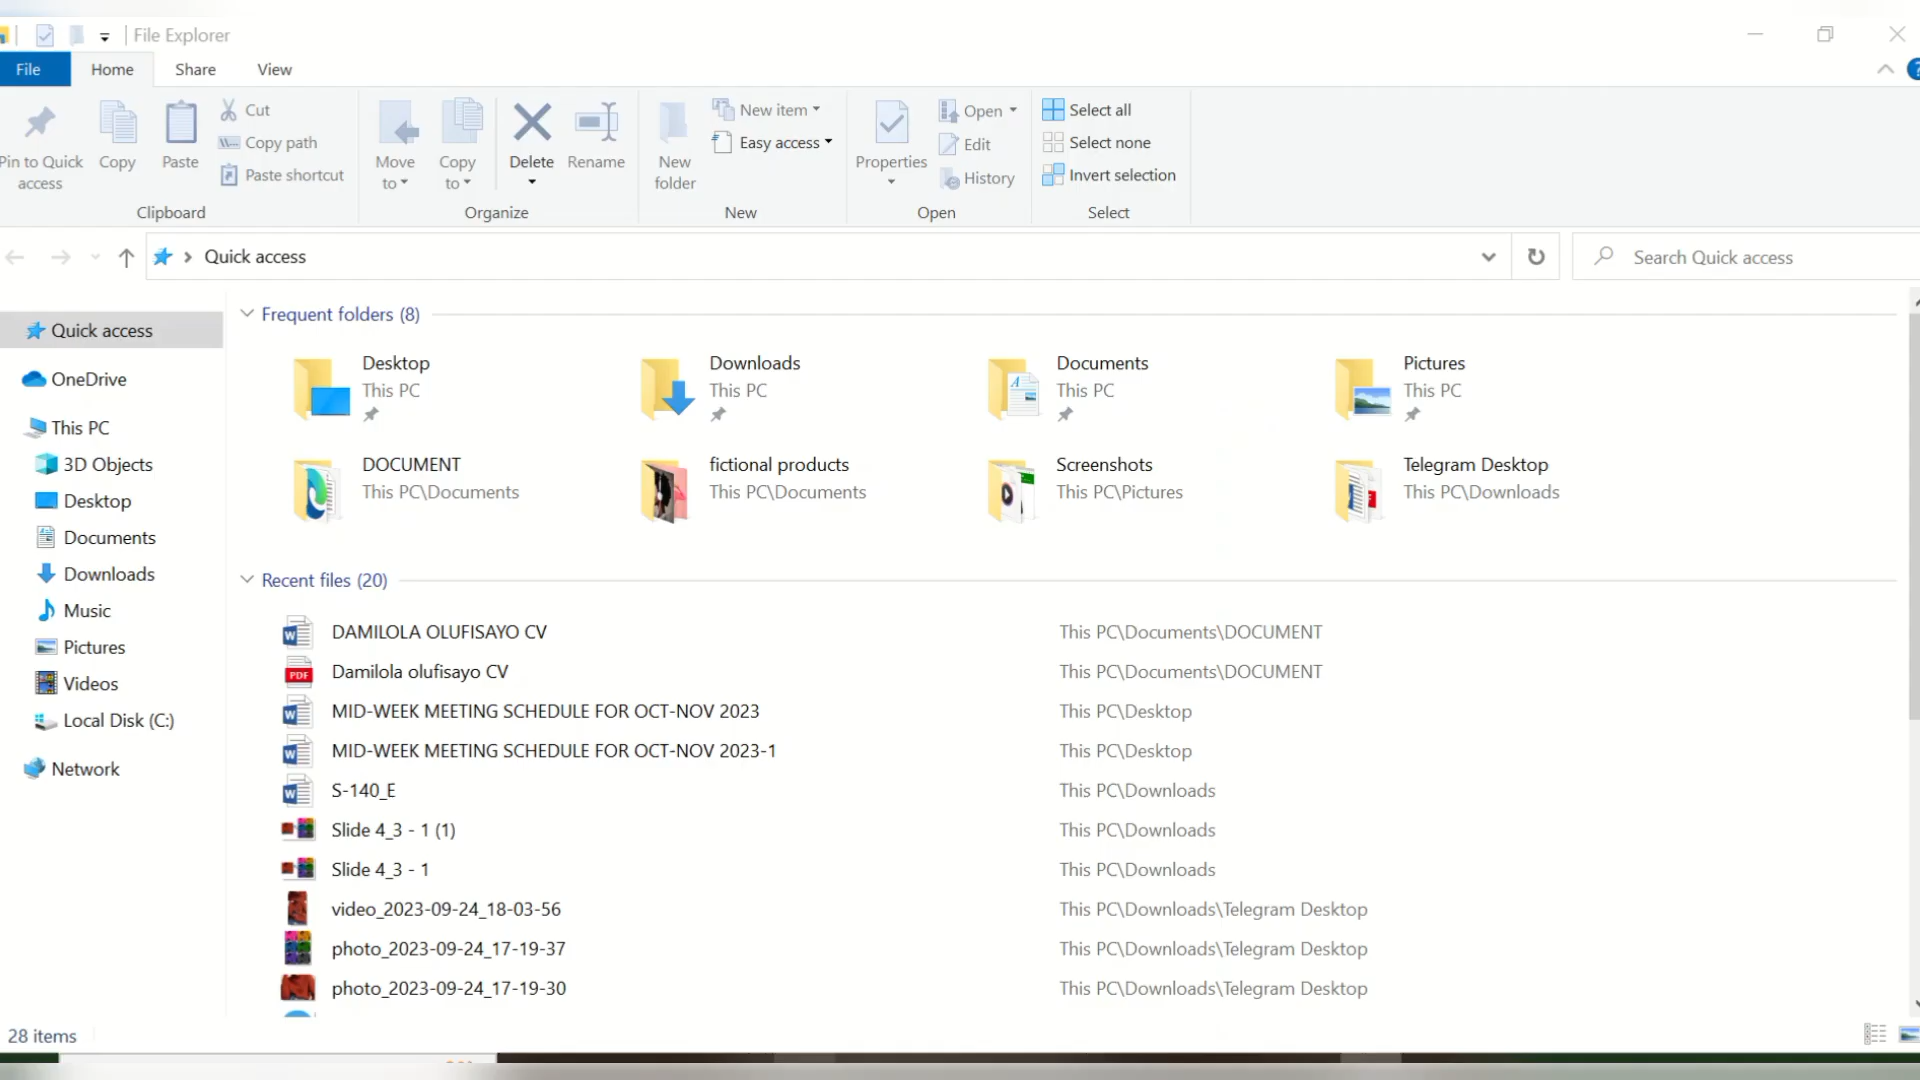 File Explorer
File Home Share View
Pin to Quick access
Copy
Paste
Cut
Copy path
Paste shortcut
Clipboard
Move to
Copy to
Delete
Rename
Organize
New folder
New item
Easy access
New
Properties
Open
Edit
History
Open
Select all
Select none
Invert selection
Select
Quick access
Search Quick access
Quick access
OneDrive
This PC
3D Objects
Desktop
Documents
Downloads
Music
Pictures
Videos
Local Disk (C:)
Network
Frequent folders (8)
Desktop
This PC
Downloads
This PC
Documents
This PC
Pictures
This PC
DOCUMENT
This PC\Documents
fictional products
This PC\Documents
Screenshots
This PC\Pictures
Telegram Desktop
This PC\Downloads
Recent files (20)
DAMILOLA OLUFISAYO CV This PC\Documents\DOCUMENT
Damilola olufisayo CV This PC\Documents\DOCUMENT
MID-WEEK MEETING SCHEDULE FOR OCT-NOV 2023 This PC\Desktop
MID-WEEK MEETING SCHEDULE FOR OCT-NOV 2023-1 This PC\Desktop
S-140_E This PC\Downloads
Slide 4_3 - 1 (1) This PC\Downloads
Slide 4_3 - 1 This PC\Downloads
video_2023-09-24_18-03-56 This PC\Downloads\Telegram Desktop
photo_2023-09-24_17-19-37 This PC\Downloads\Telegram Desktop
photo_2023-09-24_17-19-30 This PC\Downloads\Telegram Desktop
28 items